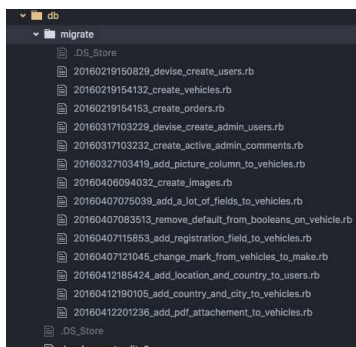 db
migrate
.DS_Store
20160219150829_devise_create_users.rb
20160219154132_create_vehicles.rb
20160219154153_create_orders.rb
20160317103229_devise_create_admin_users.rb
20160317103232_create_active_admin_comments.rb
20160327103419_add_picture_column_to_vehicles.rb
20160406094032_create_images.rb
20160407075039_add_a_lot_of_fields_to_vehicles.rb
20160407083513_remove_default_from_booleans_on_vehicle.rb
20160407115853_add_registration_field_to_vehicles.rb
20160407121045_change_mark_from_vehicles_to_make.rb
20160412185424_add_location_and_country_to_users.rb
20160412190105_add_country_and_city_to_vehicles.rb
20160412201236_add_pdf_attachement_to_vehicles.rb
.DS_Store